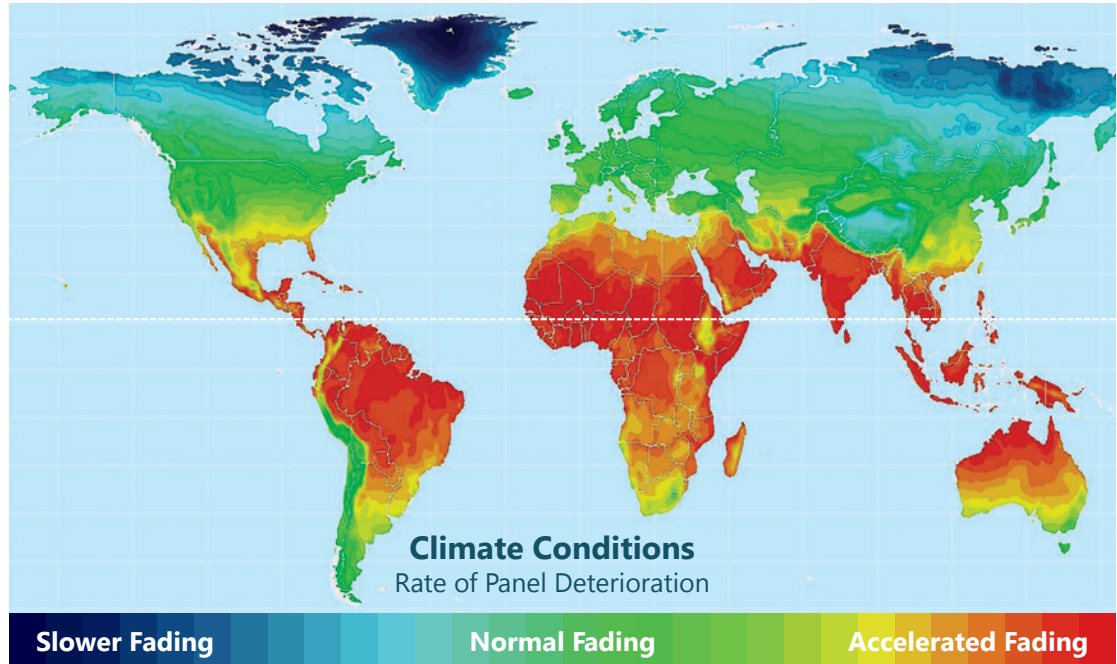 Climate Conditions
Rate of Panel Deterioration
Slower Fading
Normal Fading
Accelerated Fading